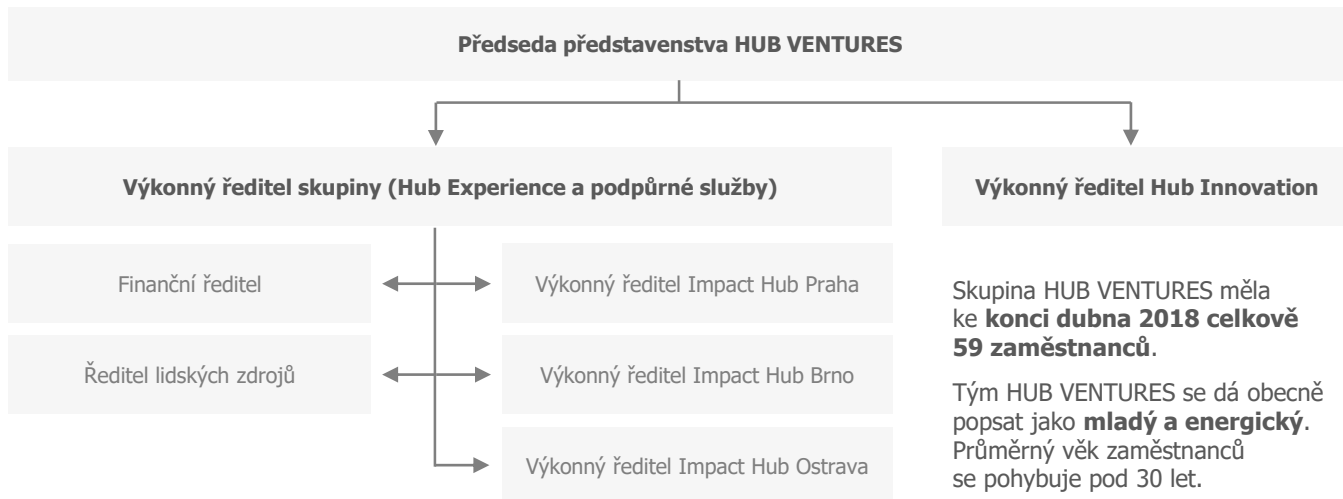 Předseda představenstva HUB VENTURES
Výkonný ředitel skupiny (Hub Experience a podpůrné služby)
Výkonný ředitel Hub Innovation
Finanční ředitel
Výkonný ředitel Impact Hub Praha
Ředitel lidských zdrojů
Výkonný ředitel Impact Hub Brno
Výkonný ředitel Impact Hub Ostrava
Skupina HUB VENTURES měla
ke konci dubna 2018 celkově
59 zaměstnanců.
Tým HUB VENTURES se dá obecně
popsat jako mladý a energický.
Průměrný věk zaměstnanců
se pohybuje pod 30 let.